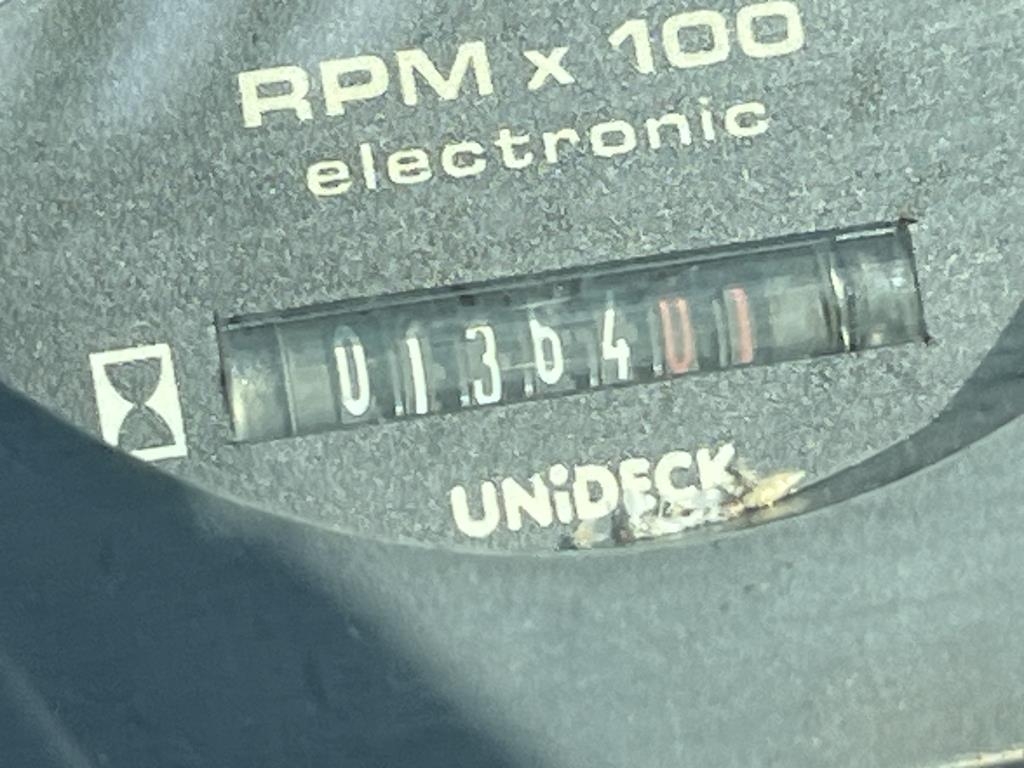 RPM x 100
electronic
0136401
UNiDECK